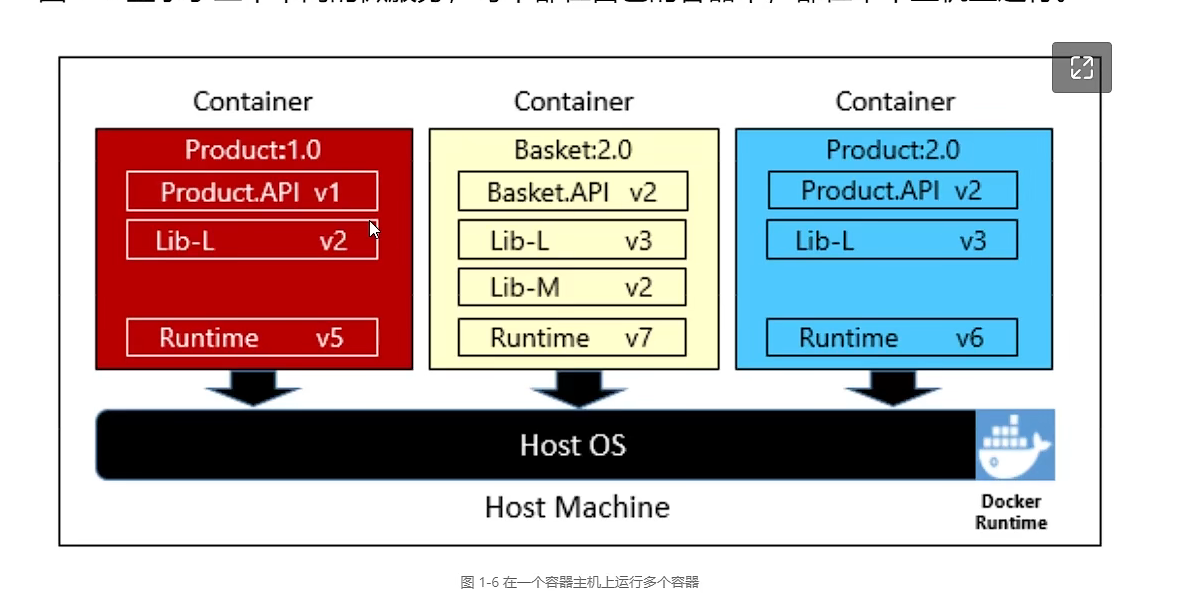 Container
Container
Container
Product:1.0
Product.API v1
Lib-L v2
Runtime v5
Basket:2.0
Basket.API v2
Lib-L v3
Lib-M v2
Runtime v7
Product:2.0
Product.API v2
Lib-L v3
Runtime v6
Host OS
Host Machine
Docker
Runtime
图 1-6 在一个容器主机上运行多个容器